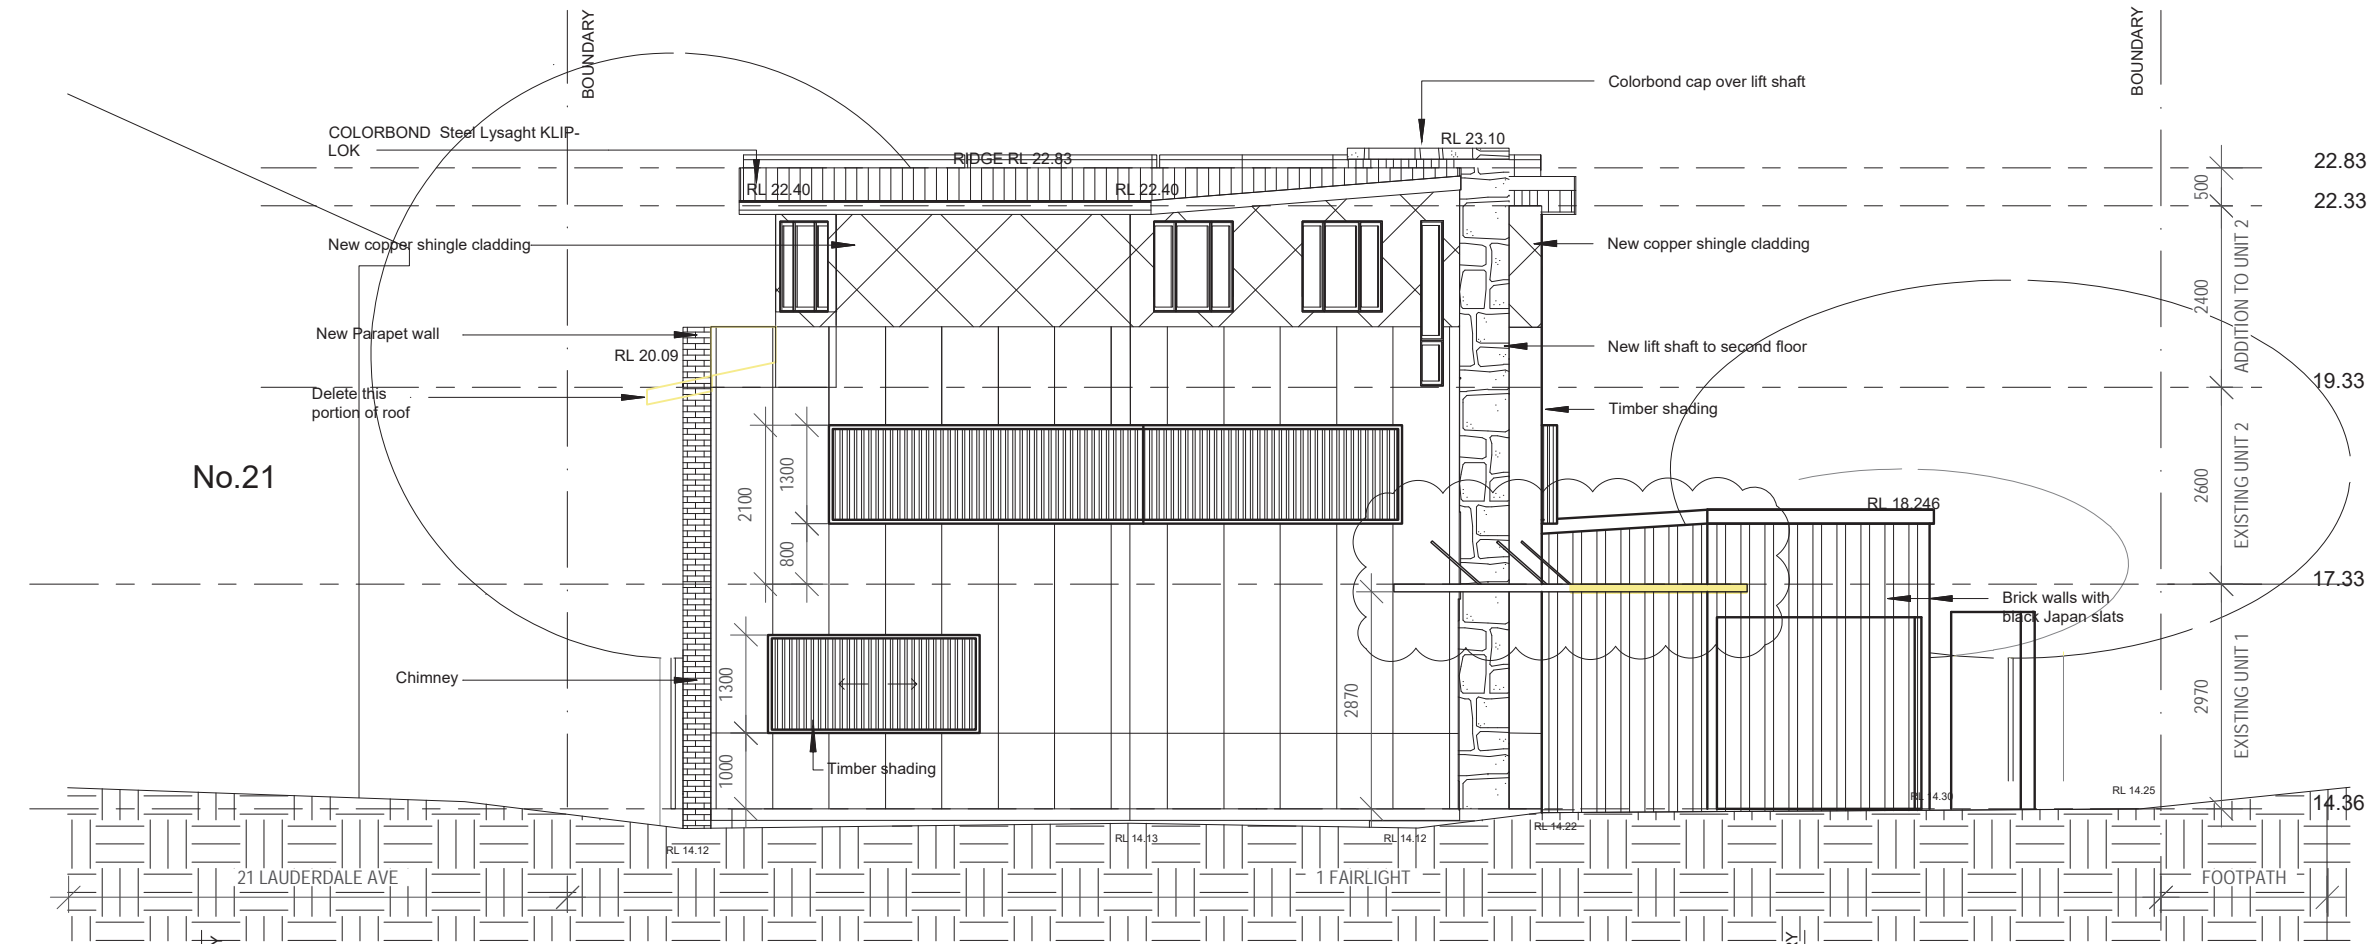 BOUNDARY
BOUNDARY
Colorbond cap over lift shaft
COLORBOND Steel Lysaght KLIP-
LOK
RL 23.10
RIDGE RL 22.83
22.83
RL 22.40
RL 22.40
500
22.33
New copper shingle cladding
New copper shingle cladding
2400
ADDITION TO UNIT 2
New Parapet wall
RL 20.09
New lift shaft to second floor
19.33
Delete this
portion of roof
Timber shading
No.21
1300
2100
800
2600
EXISTING UNIT 2
RL 18.246
17.33
Brick walls with
black Japan slats
Chimney
1300
2870
2970
EXISTING UNIT 1
1000
Timber shading
RL 14.30
RL 14.25
14.36
RL 14.12
RL 14.13
RL 14.12
RL 14.22
21 LAUDERDALE AVE
1 FAIRLIGHT
FOOTPATH